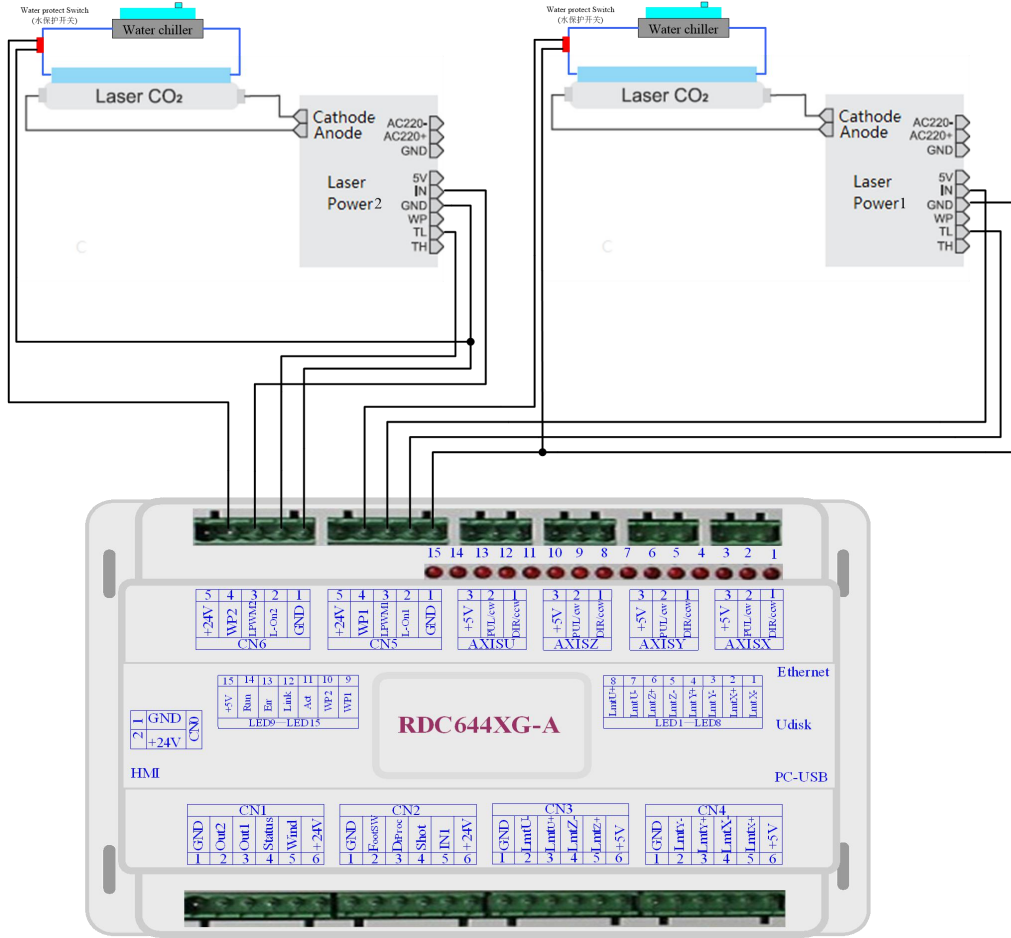 Water protect Switch
(水保护开关)
Water chiller
Laser CO₂
Cathode
Anode
AC220-
AC220+
GND
5V
IN
GND
WP
TL
TH
Laser
Power2
C
Water protect Switch
(水保护开关)
Water chiller
Laser CO₂
Cathode
Anode
AC220-
AC220+
GND
5V
IN
GND
WP
TL
TH
Laser
Power1
C
15 14 13 12 11 10 9 8 7 6 5 4 3 2 1
5 4 3 2 1
+24V WP2 LPWM2 L-On2 GND
CN6
5 4 3 2 1
+24V WP1 LPWM1 L-On1 GND
CN5
3 2 1
+5V PUL/cw DIR/ccw
AXISU
3 2 1
+5V PUL/cw DIR/ccw
AXISZ
3 2 1
+5V PUL/cw DIR/ccw
AXISY
3 2 1
+5V PUL/cw DIR/ccw
AXISX
Ethernet
15 14 13 12 11 10 9
+5V Run Ear Link Act WP2 WP1
LED9—LED15
8 7 6 5 4 3 2 1
LmtU+ LmtU- LmtZ+ LmtZ- LmtY+ LmtY- LmtX+ LmtX-
LED1—LED8
RDC644XG-A
Udisk
1 GND
2 +24V
CN0
HMI
PC-USB
CN1
GND Out2 Out1 Status Wind +24V
1 2 3 4 5 6
CN2
GND FootSW DrProc Shot IN1 +24V
1 2 3 4 5 6
CN3
GND LmtU- LmtU+ LmtZ- LmtZ+ +5V
1 2 3 4 5 6
CN4
GND LmtY- LmtY+ LmtX- LmtX+ +5V
1 2 3 4 5 6